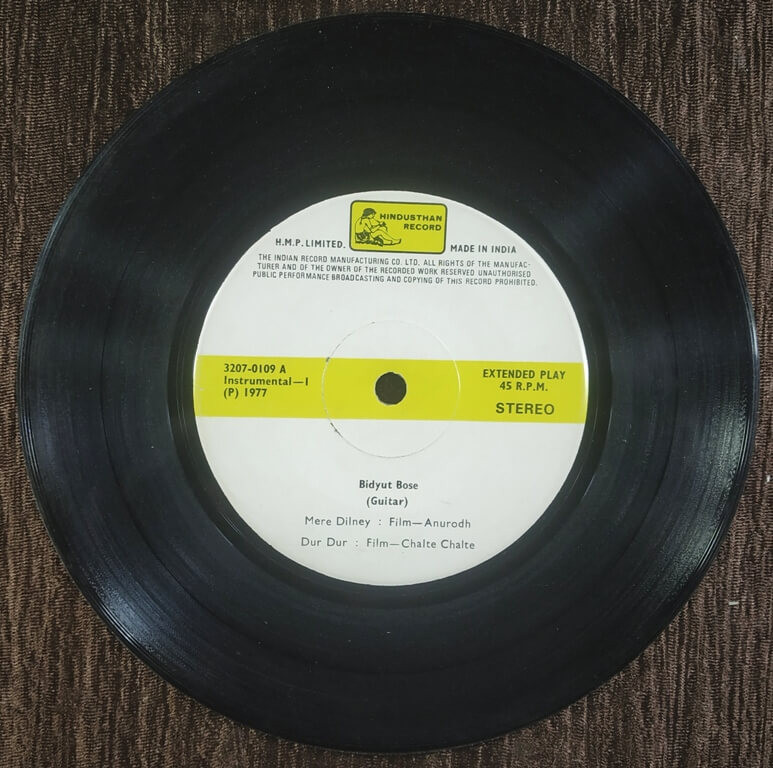 HINDUSTHAN
RECORD
H.M.P. LIMITED. MADE IN INDIA
THE INDIAN RECORD MANUFACTURING CO. LTD. ALL RIGHTS OF THE MANUFAC-
TURER AND OF THE OWNER OF THE RECORDED WORK RESERVED UNAUTHORISED
PUBLIC PERFORMANCE BROADCASTING AND COPYING OF THIS RECORD PROHIBITED.
3207-0109 A
Instrumental—I
(P) 1977
EXTENDED PLAY
45 R.P.M.
STEREO
Bidyut Bose
(Guitar)
Mere Dilney : Film—Anurodh
Dur Dur : Film—Chalte Chalte